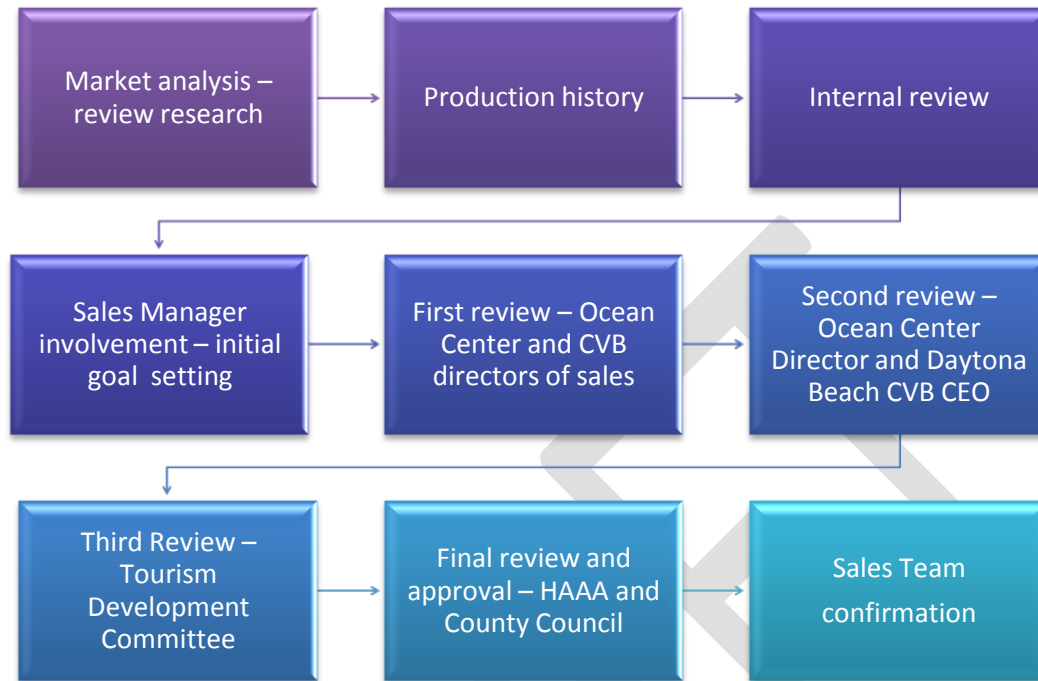 Market analysis –
review research
Production history
Internal review
Sales Manager
involvement – initial
goal setting
First review – Ocean
Center and CVB
directors of sales
Second review –
Ocean Center
Director and Daytona
Beach CVB CEO
Third Review –
Tourism
Development
Committee
Final review and
approval – HAAA and
County Council
Sales Team
confirmation